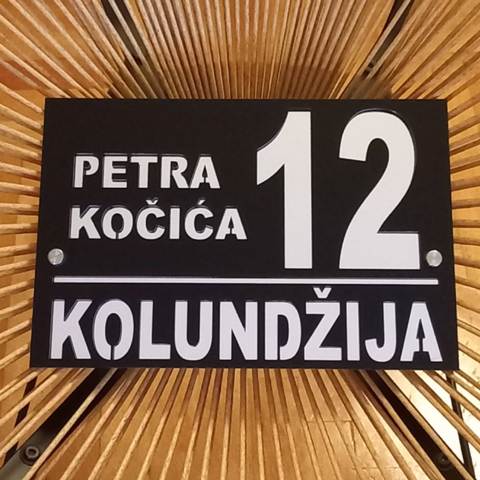 PETRA
KOČIĆA
12
KOLUNDŽIJA